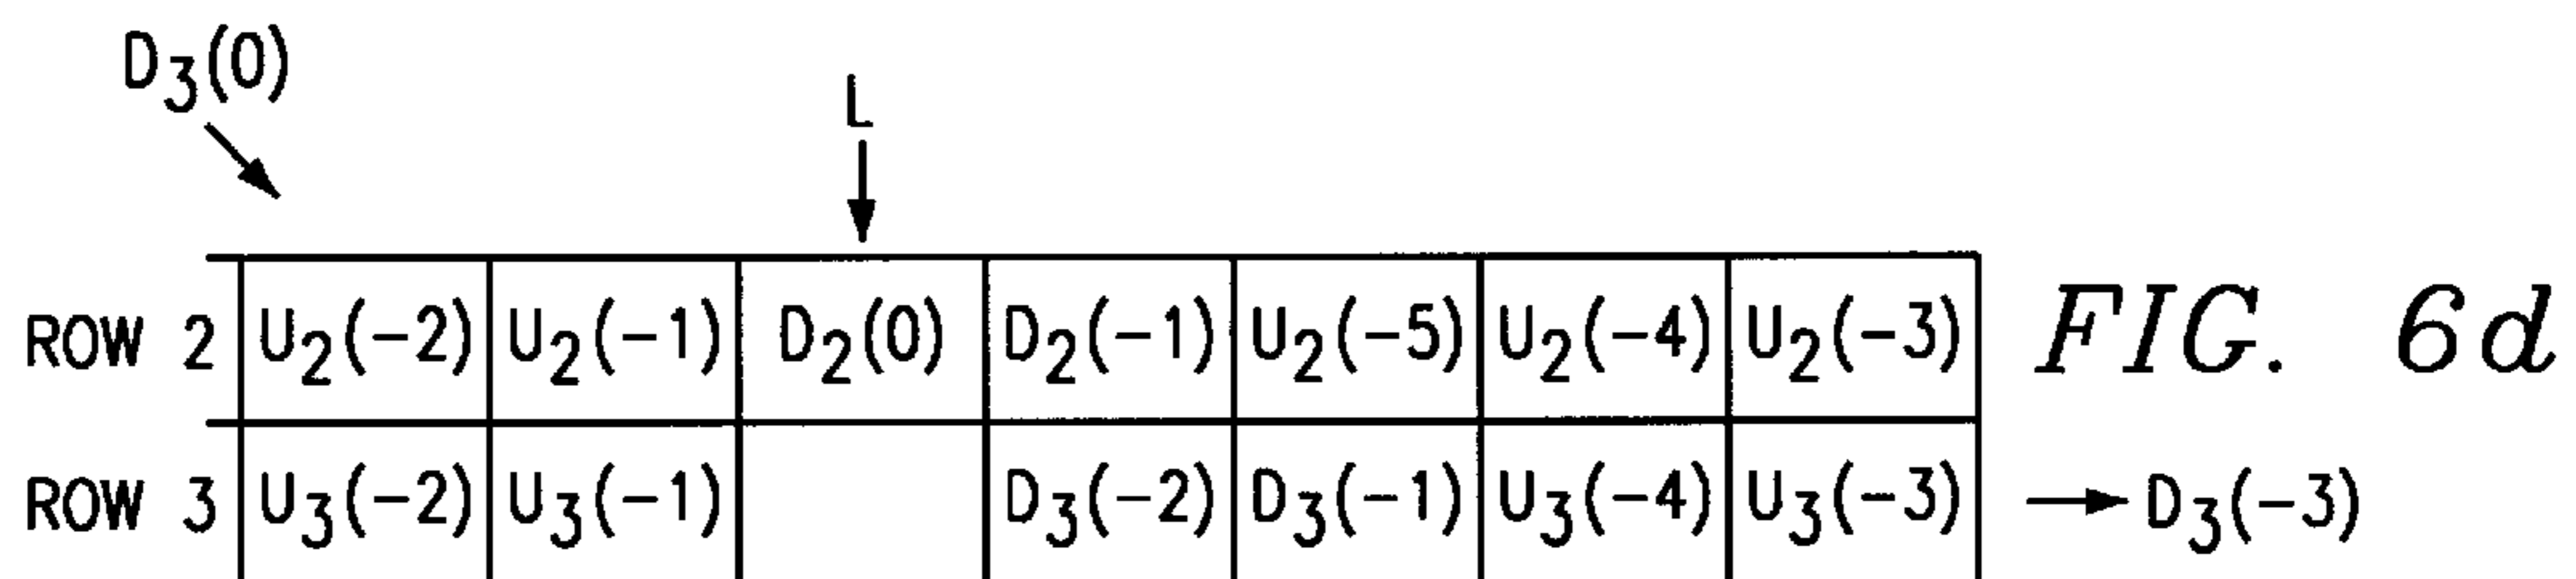 D3(0)
L
ROW 2 U2(-2) U2(-1) D2(0) D2(-1) U2(-5) U2(-4) U2(-3) FIG. 6d
ROW 3 U3(-2) U3(-1) D3(-2) D3(-1) U3(-4) U3(-3) D3(-3)